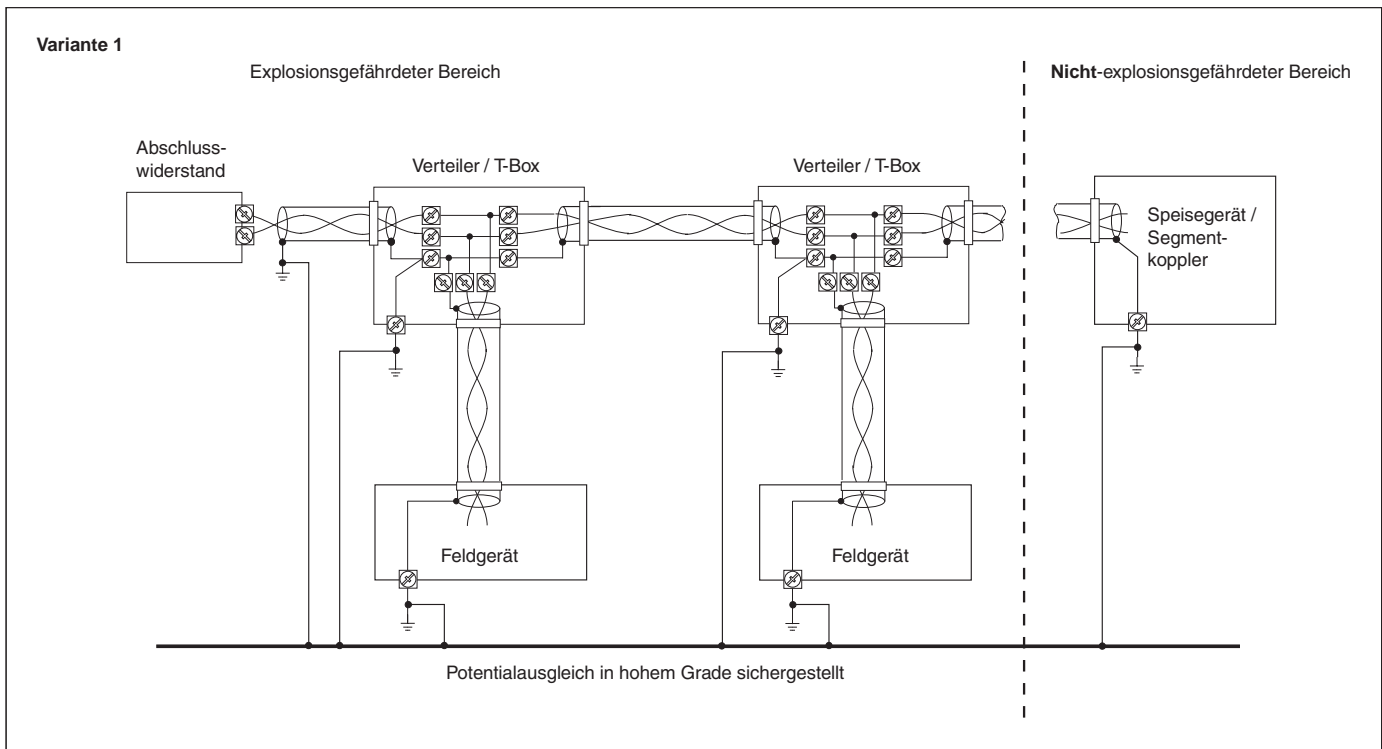 Variante 1
Explosionsgefährdeter Bereich
Nicht-explosionsgefährdeter Bereich
Abschluss-
widerstand
Verteiler / T-Box
Verteiler / T-Box
Speisegerät /
Segment-
koppler
Feldgerät
Feldgerät
Potentialausgleich in hohem Grade sichergestellt